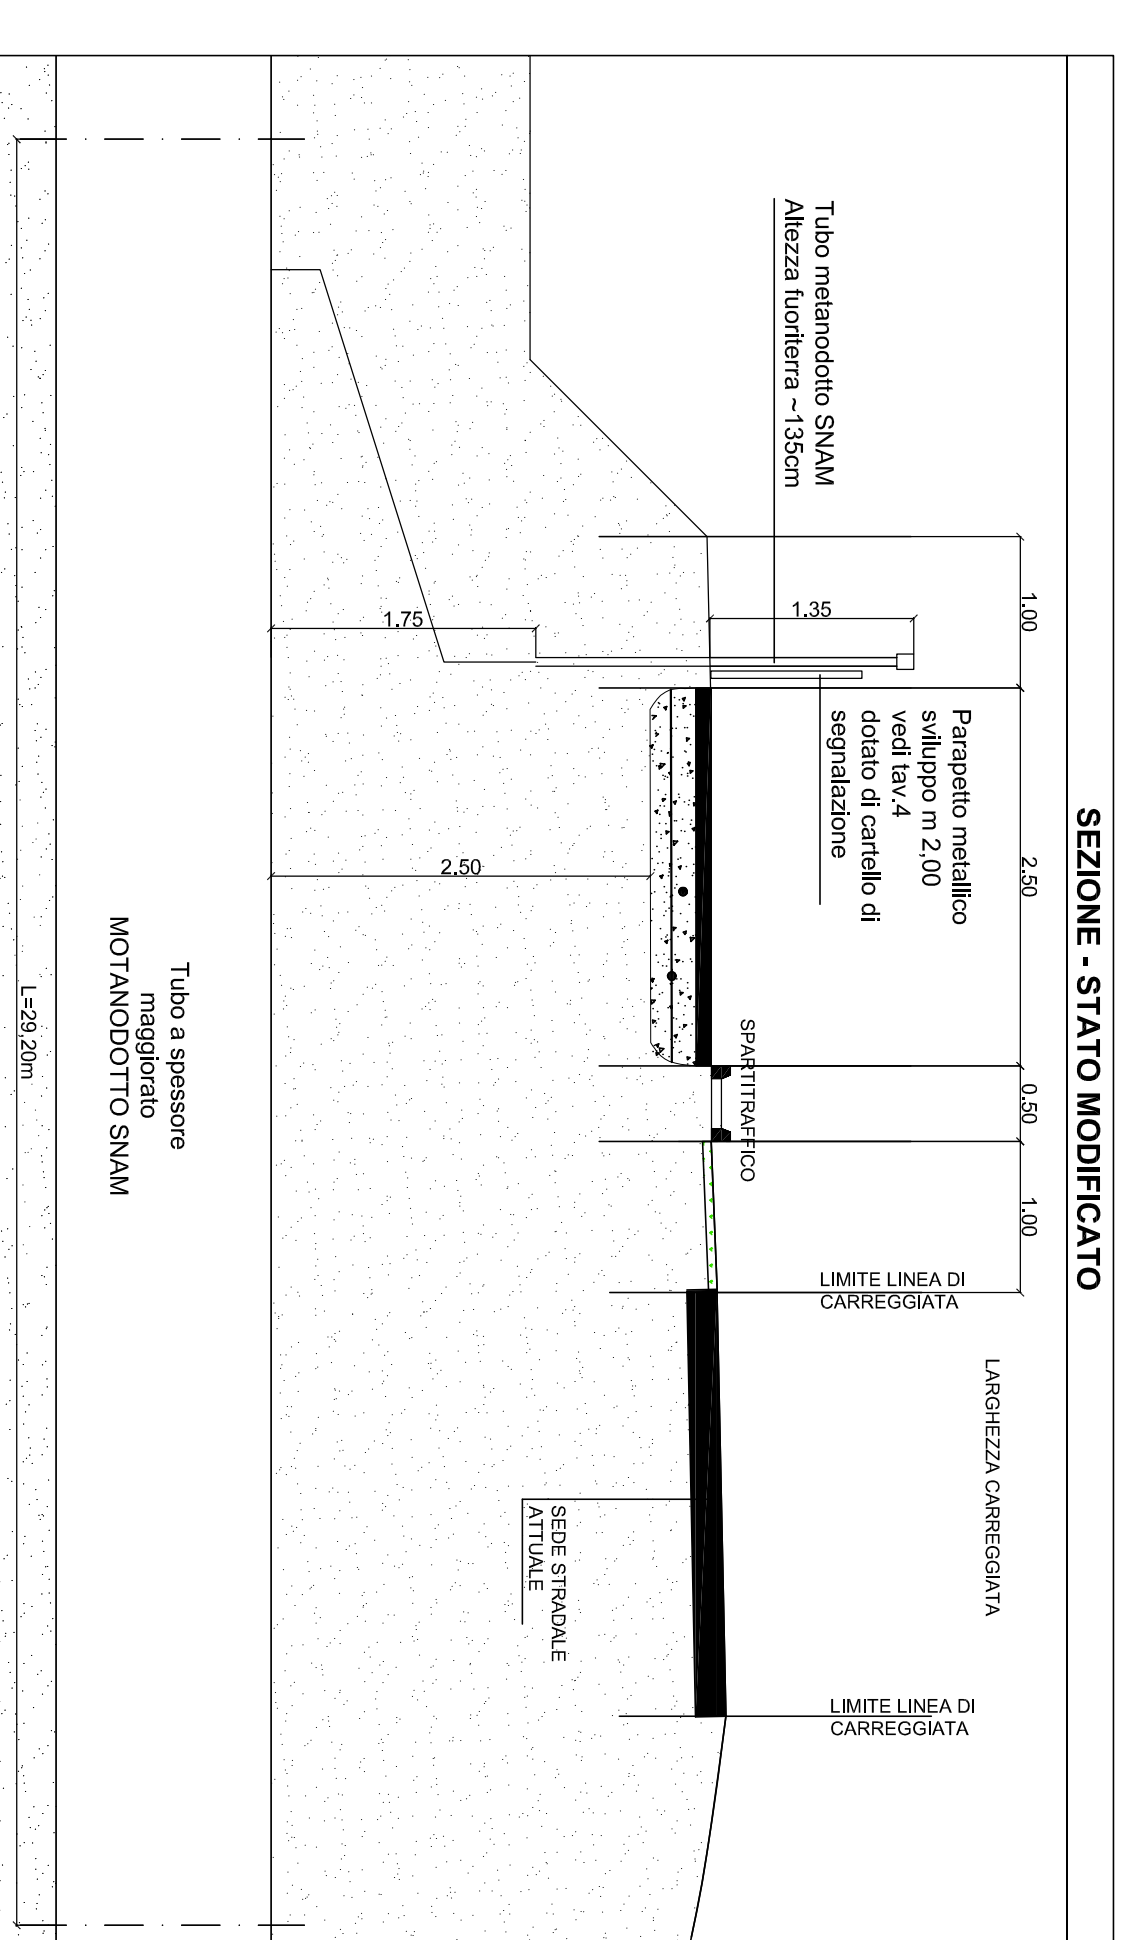 SEZIONE - STATO MODIFICATO
1.00
2.50
0.50
1.00
LARGHEZZA CARREGGIATA
Tubo metanodotto SNAM
Altezza fuoriterra ~135cm
1.35
Parapetto metallico
sviluppo m 2,00
vedi tav.4
dotato di cartello di
segnalazione
SPARTITRAFFICO
LIMITE LINEA DI
CARREGGIATA
LIMITE LINEA DI
CARREGGIATA
1.75
2.50
SEDE STRADALE
ATTUALE
Tubo a spessore
maggiorato
MOTANODOTTO SNAM
L=29,20m